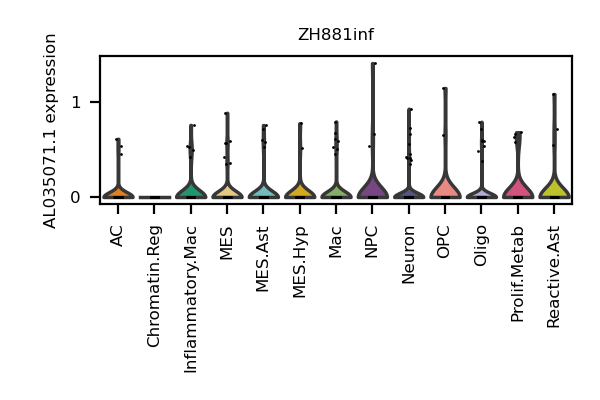 ZH881inf
AL035071.1 expression
1
0
AC
Chromatin.Reg
Inflammatory.Mac
MES
MES.Ast
MES.Hyp
Mac
NPC
Neuron
OPC
Oligo
Prolif.Metab
Reactive.Ast